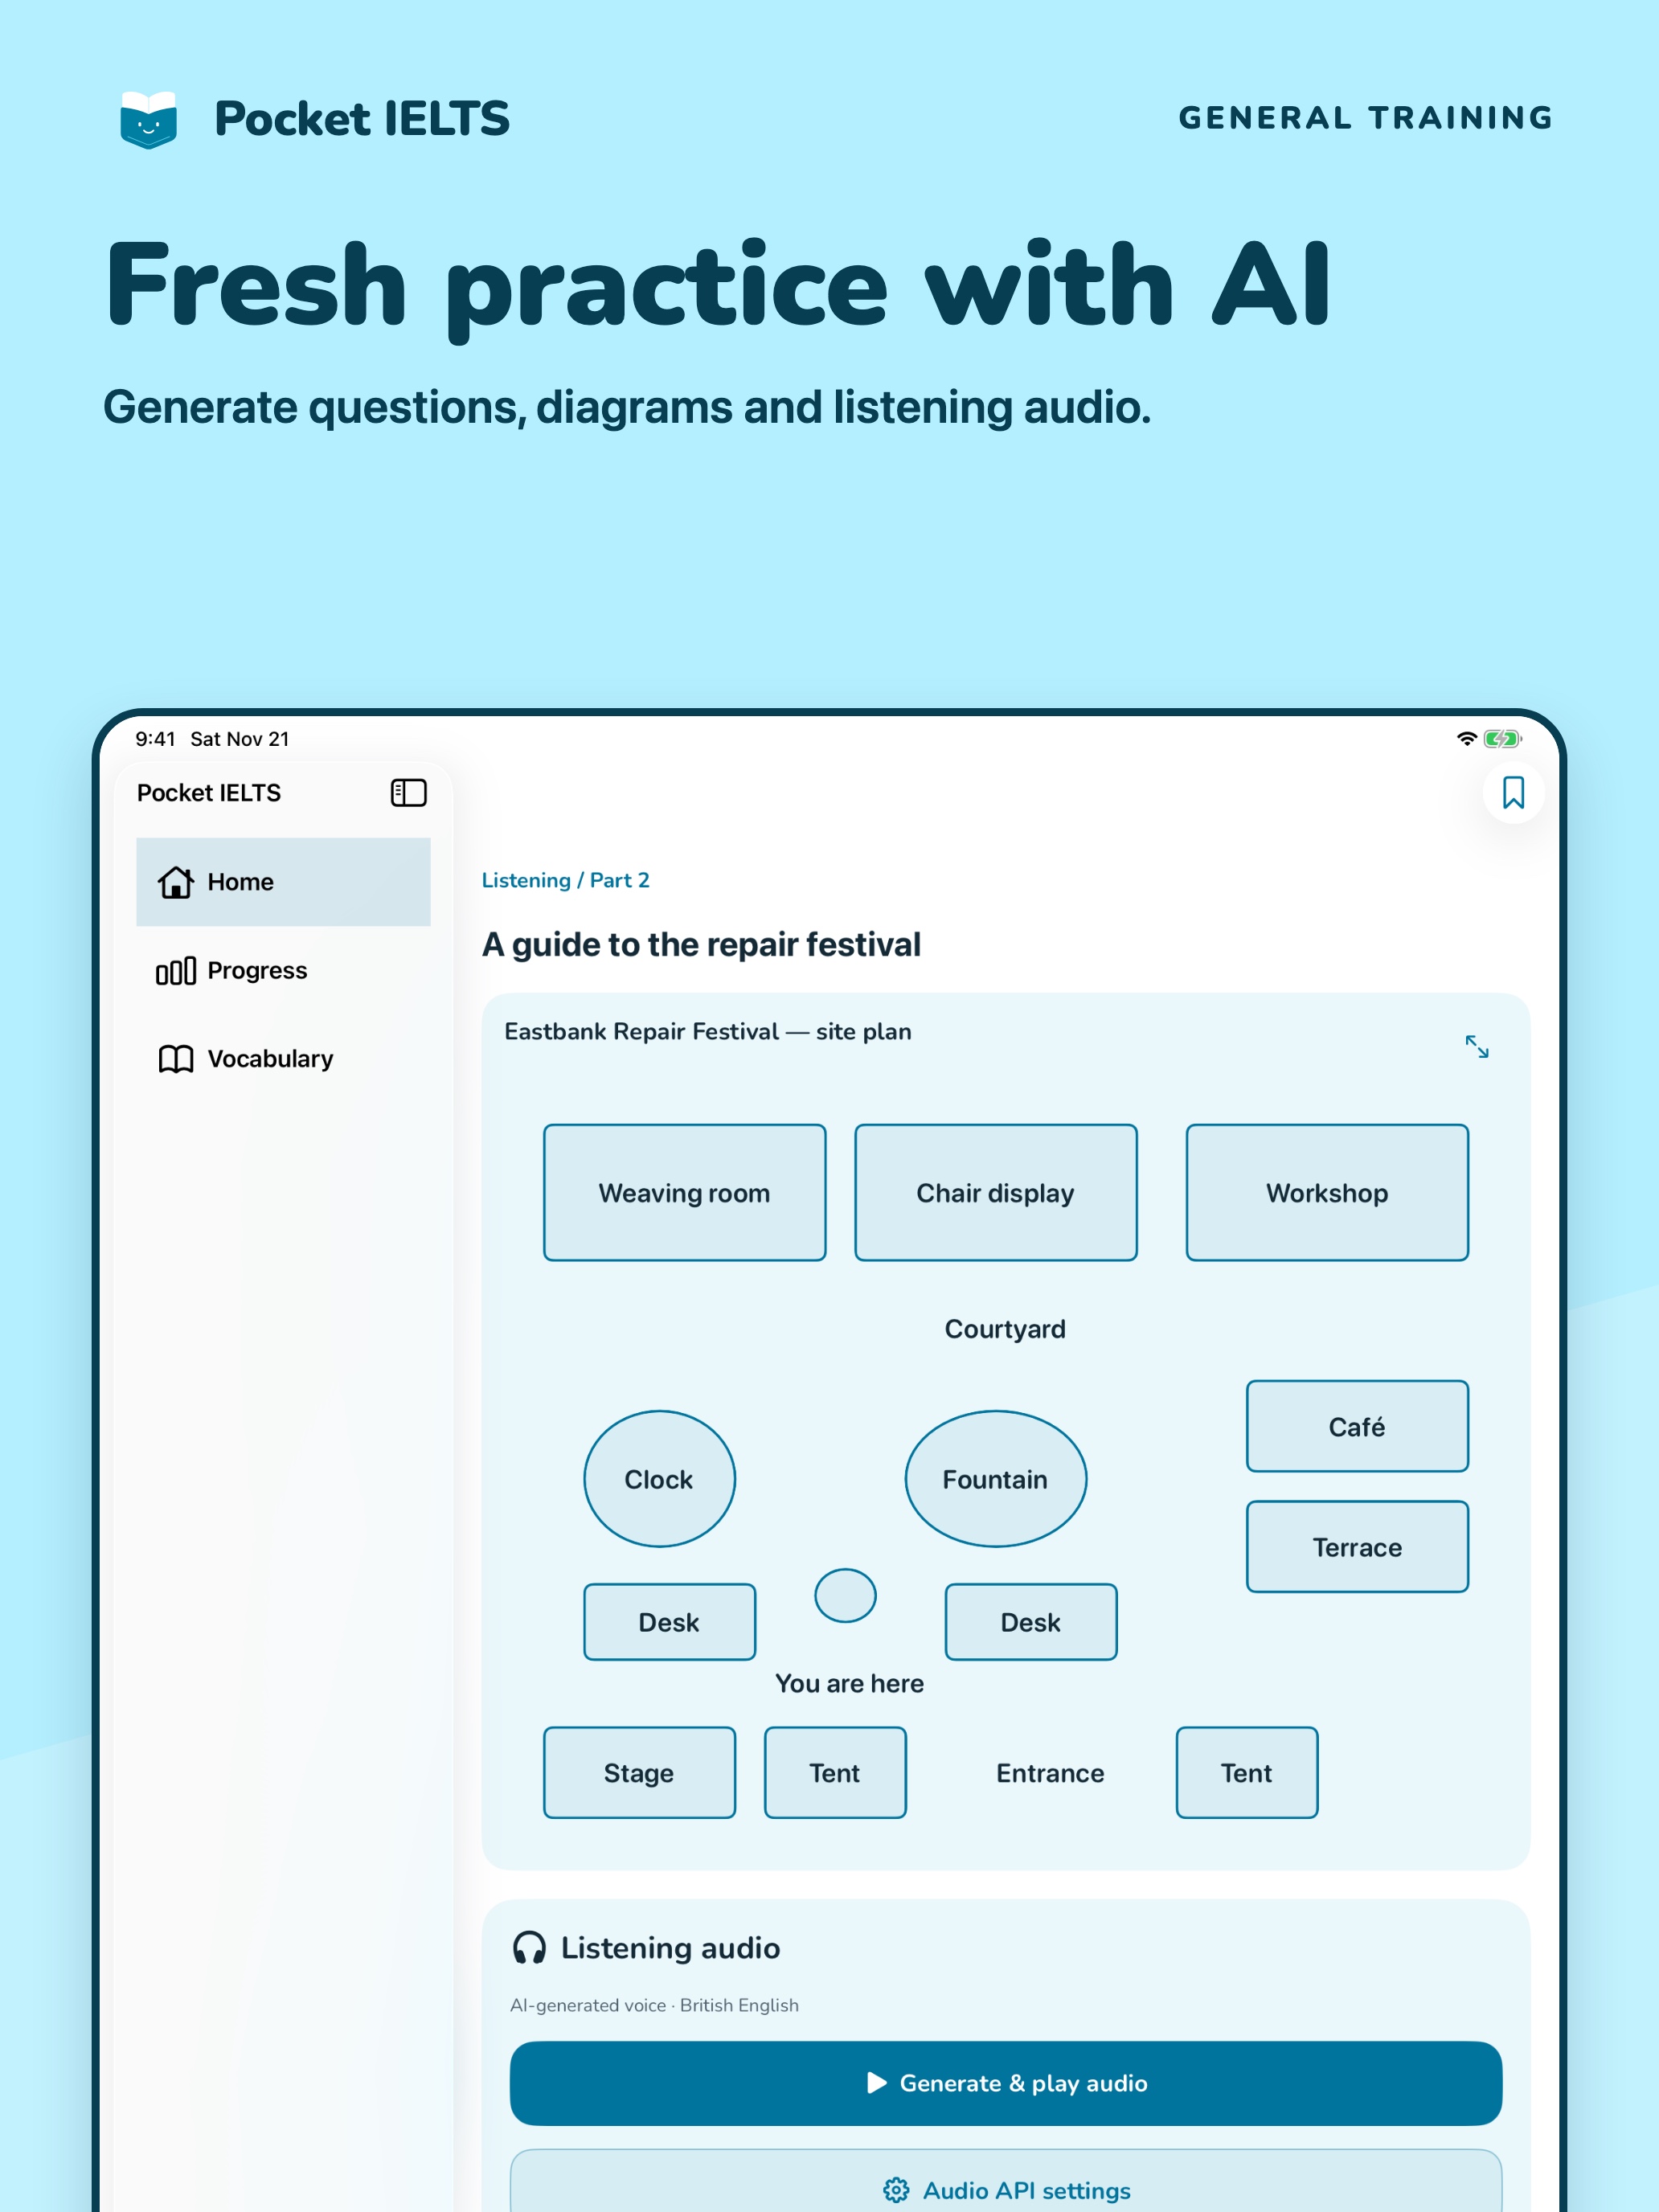 Pocket IELTS
GENERAL TRAINING
Fresh practice with AI
Generate questions, diagrams and listening audio.
9:41 Sat Nov 21
Pocket IELTS
Home
Progress
Vocabulary
Listening / Part 2
A guide to the repair festival
Eastbank Repair Festival — site plan
Weaving room
Chair display
Workshop
Courtyard
Café
Clock
Fountain
Terrace
Desk
Desk
You are here
Stage
Tent
Entrance
Tent
Listening audio
AI-generated voice · British English
Generate & play audio
Audio API settings